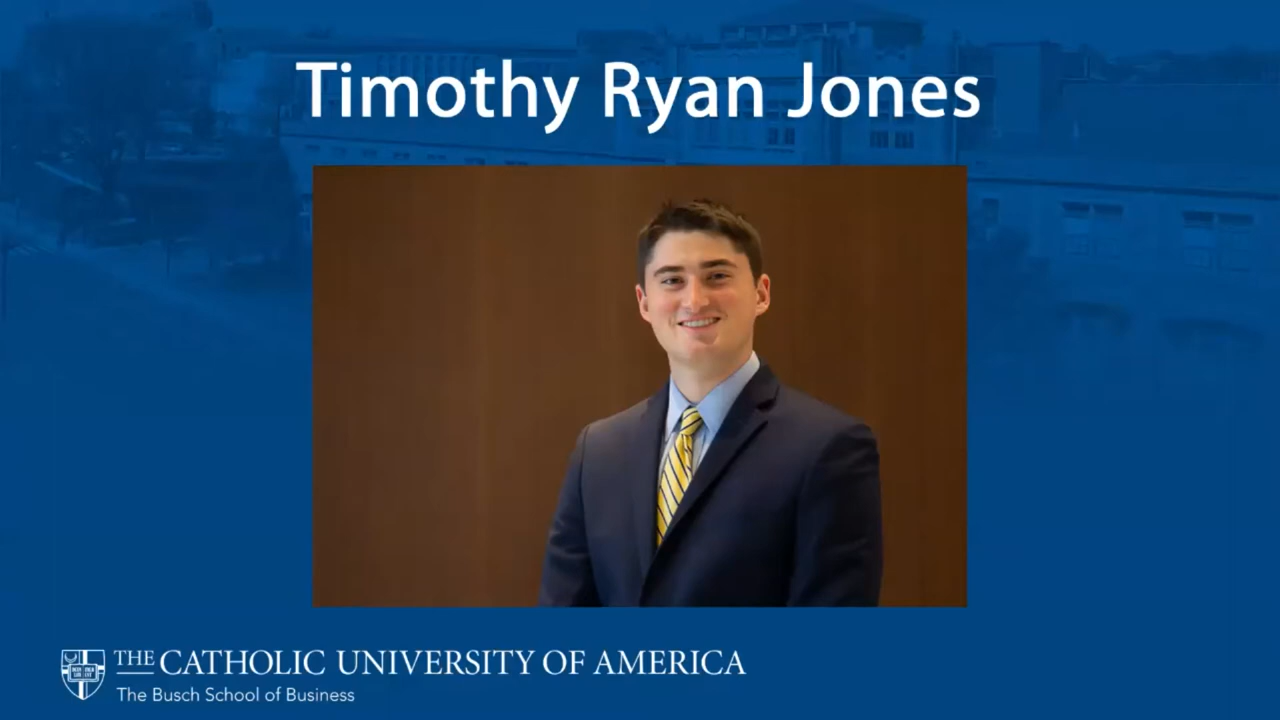 Timothy Ryan Jones
THE CATHOLIC UNIVERSITY OF AMERICA
The Busch School of Business